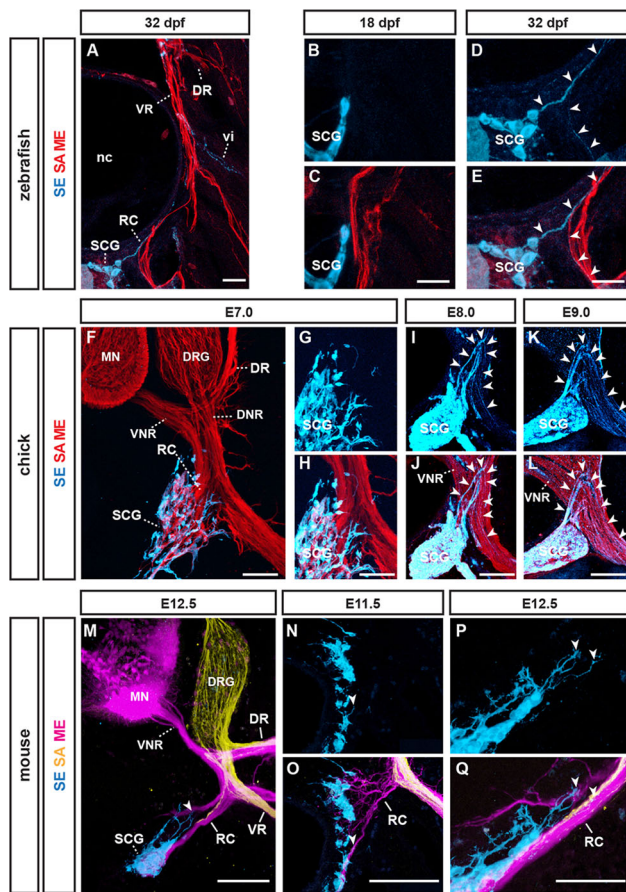 32 dpf
18 dpf
32 dpf
zebrafish
SE SA ME
A
DR
VR
vi
nc
RC
SCG
B
SCG
D
SCG
C
SCG
E
SCG
E7.0
E8.0
E9.0
chick
SE SA ME
F
MN
DRG
DR
DNR
VNR
RC
SCG
G
SCG
I
SCG
K
SCG
H
SCG
J
VNR
SCG
L
VNR
SCG
E12.5
E11.5
E12.5
mouse
SE SA ME
M
MN
DRG
DR
VNR
SCG
RC
VR
N
P
O
RC
Q
RC